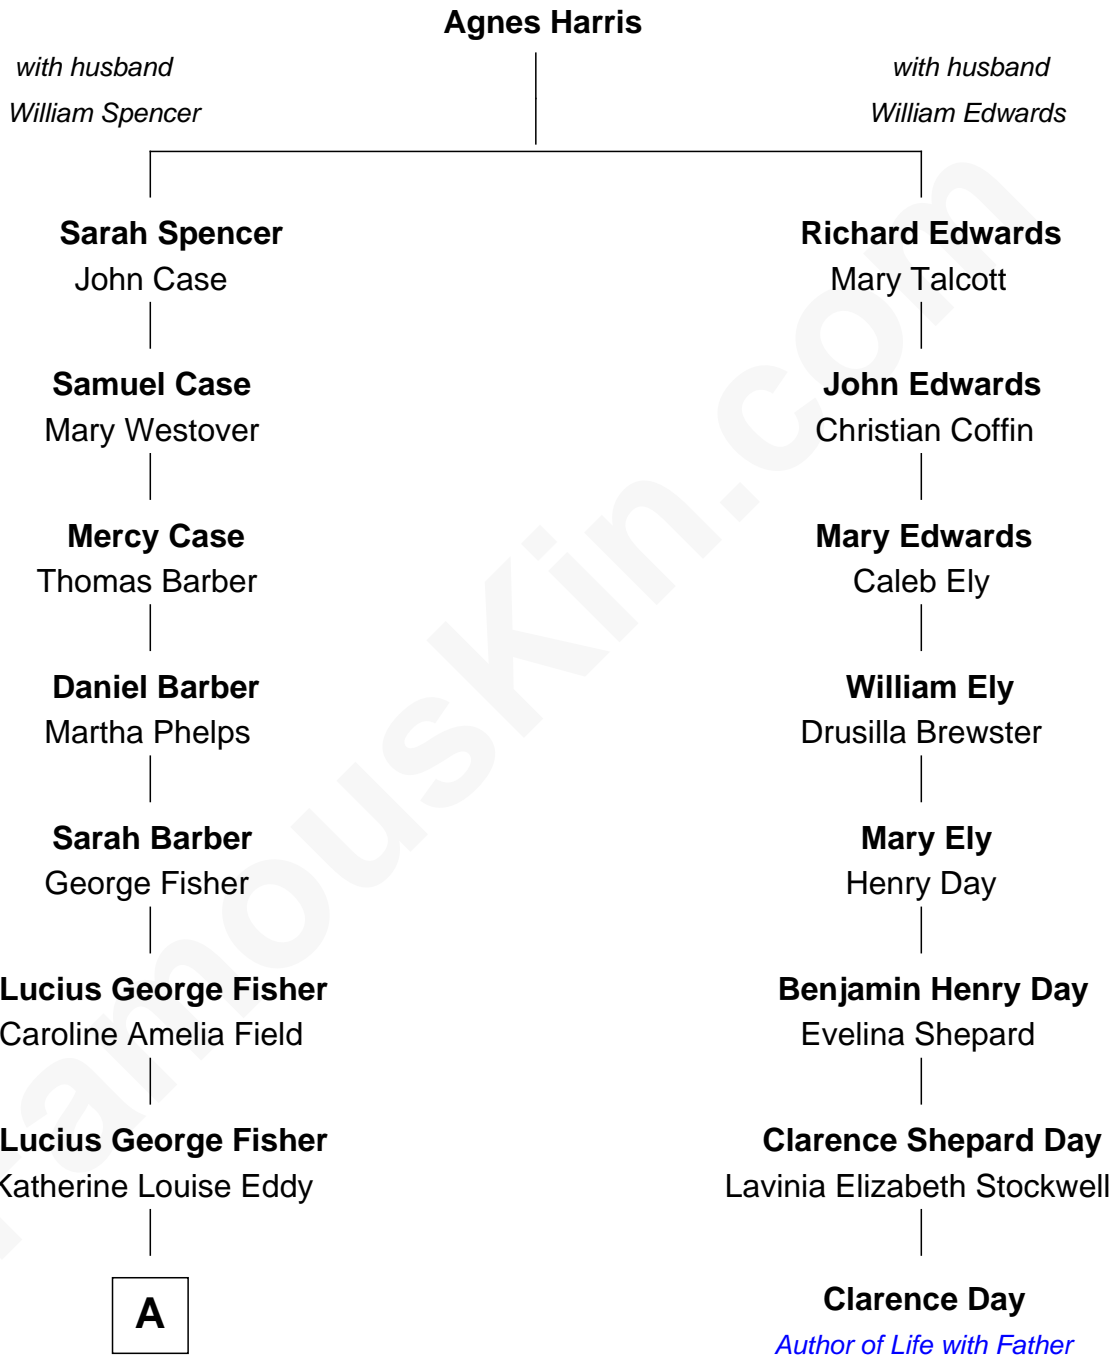 Agnes Harris
with husband
William Spencer
with husband
William Edwards
Sarah Spencer
John Case
Richard Edwards
Mary Talcott
Samuel Case
Mary Westover
John Edwards
Christian Coffin
Mercy Case
Thomas Barber
Mary Edwards
Caleb Ely
Daniel Barber
Martha Phelps
William Ely
Drusilla Brewster
Sarah Barber
George Fisher
Mary Ely
Henry Day
Lucius George Fisher
Caroline Amelia Field
Benjamin Henry Day
Evelina Shepard
Lucius George Fisher
Katherine Louise Eddy
Clarence Shepard Day
Lavinia Elizabeth Stockwell
A
Clarence Day
Author of Life with Father
FamousKin.com